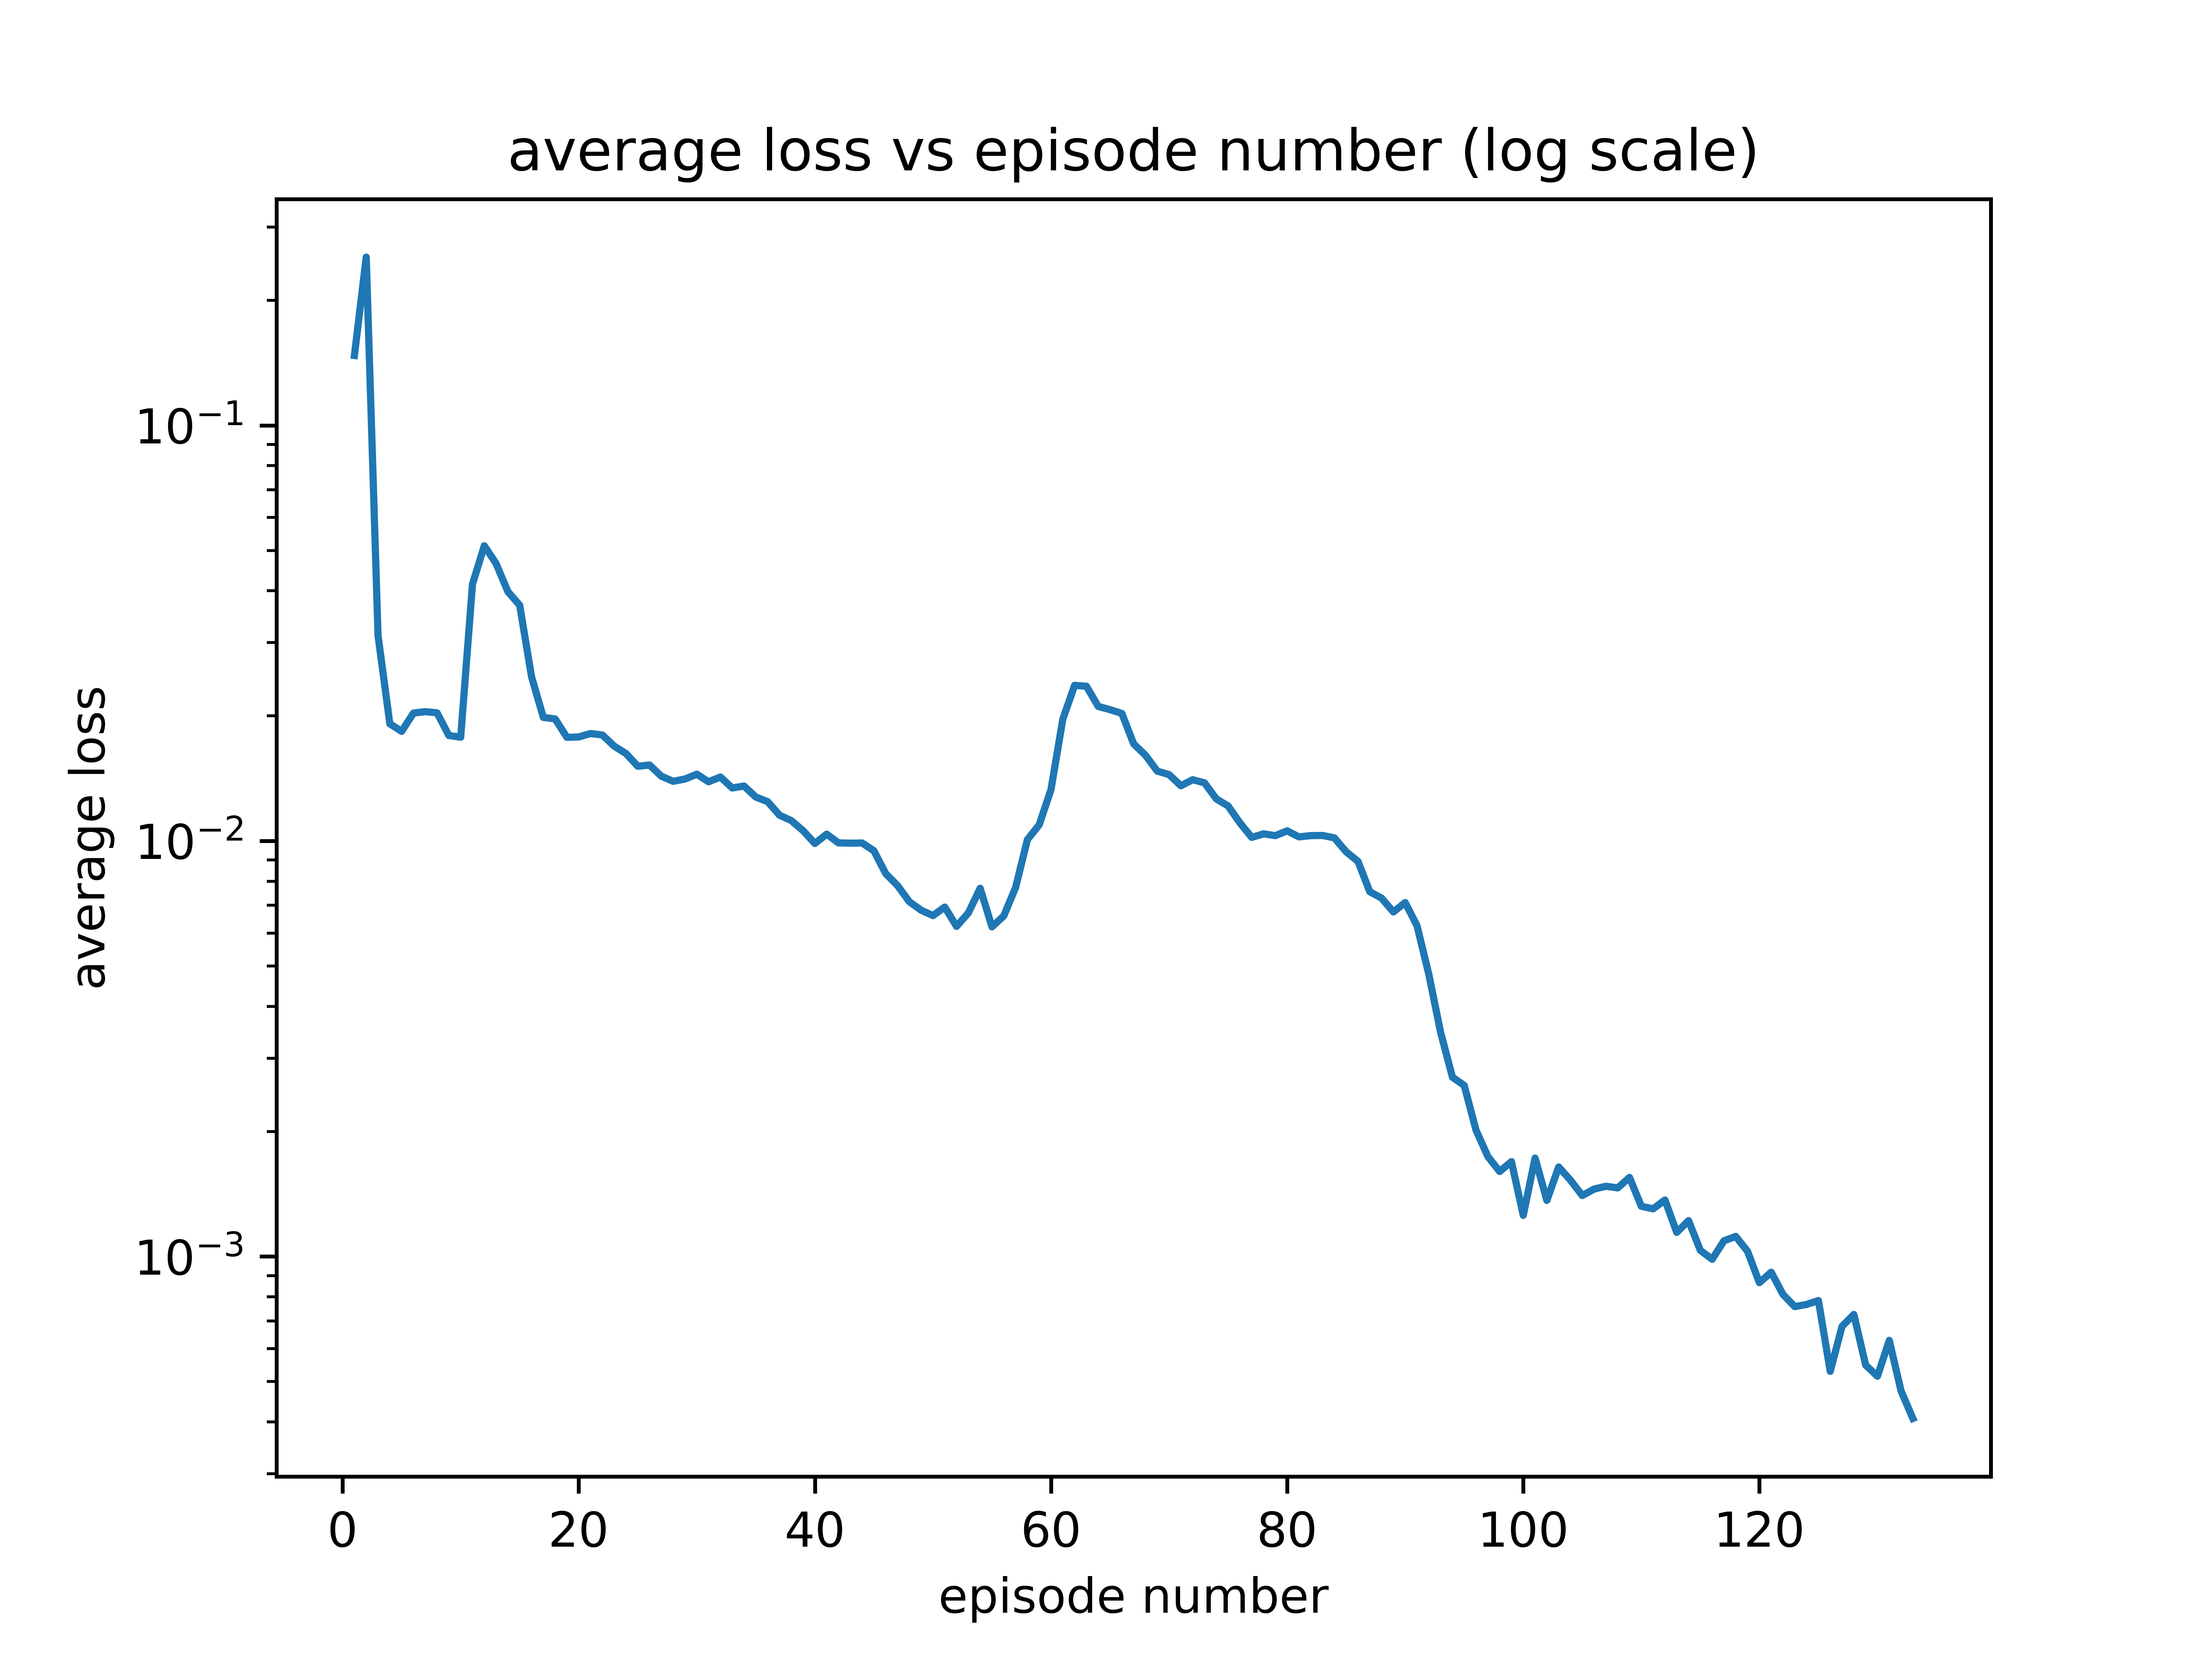 average loss vs episode number (log scale)
average loss
10⁻¹
10⁻²
10⁻³
0 20 40 60 80 100 120
episode number